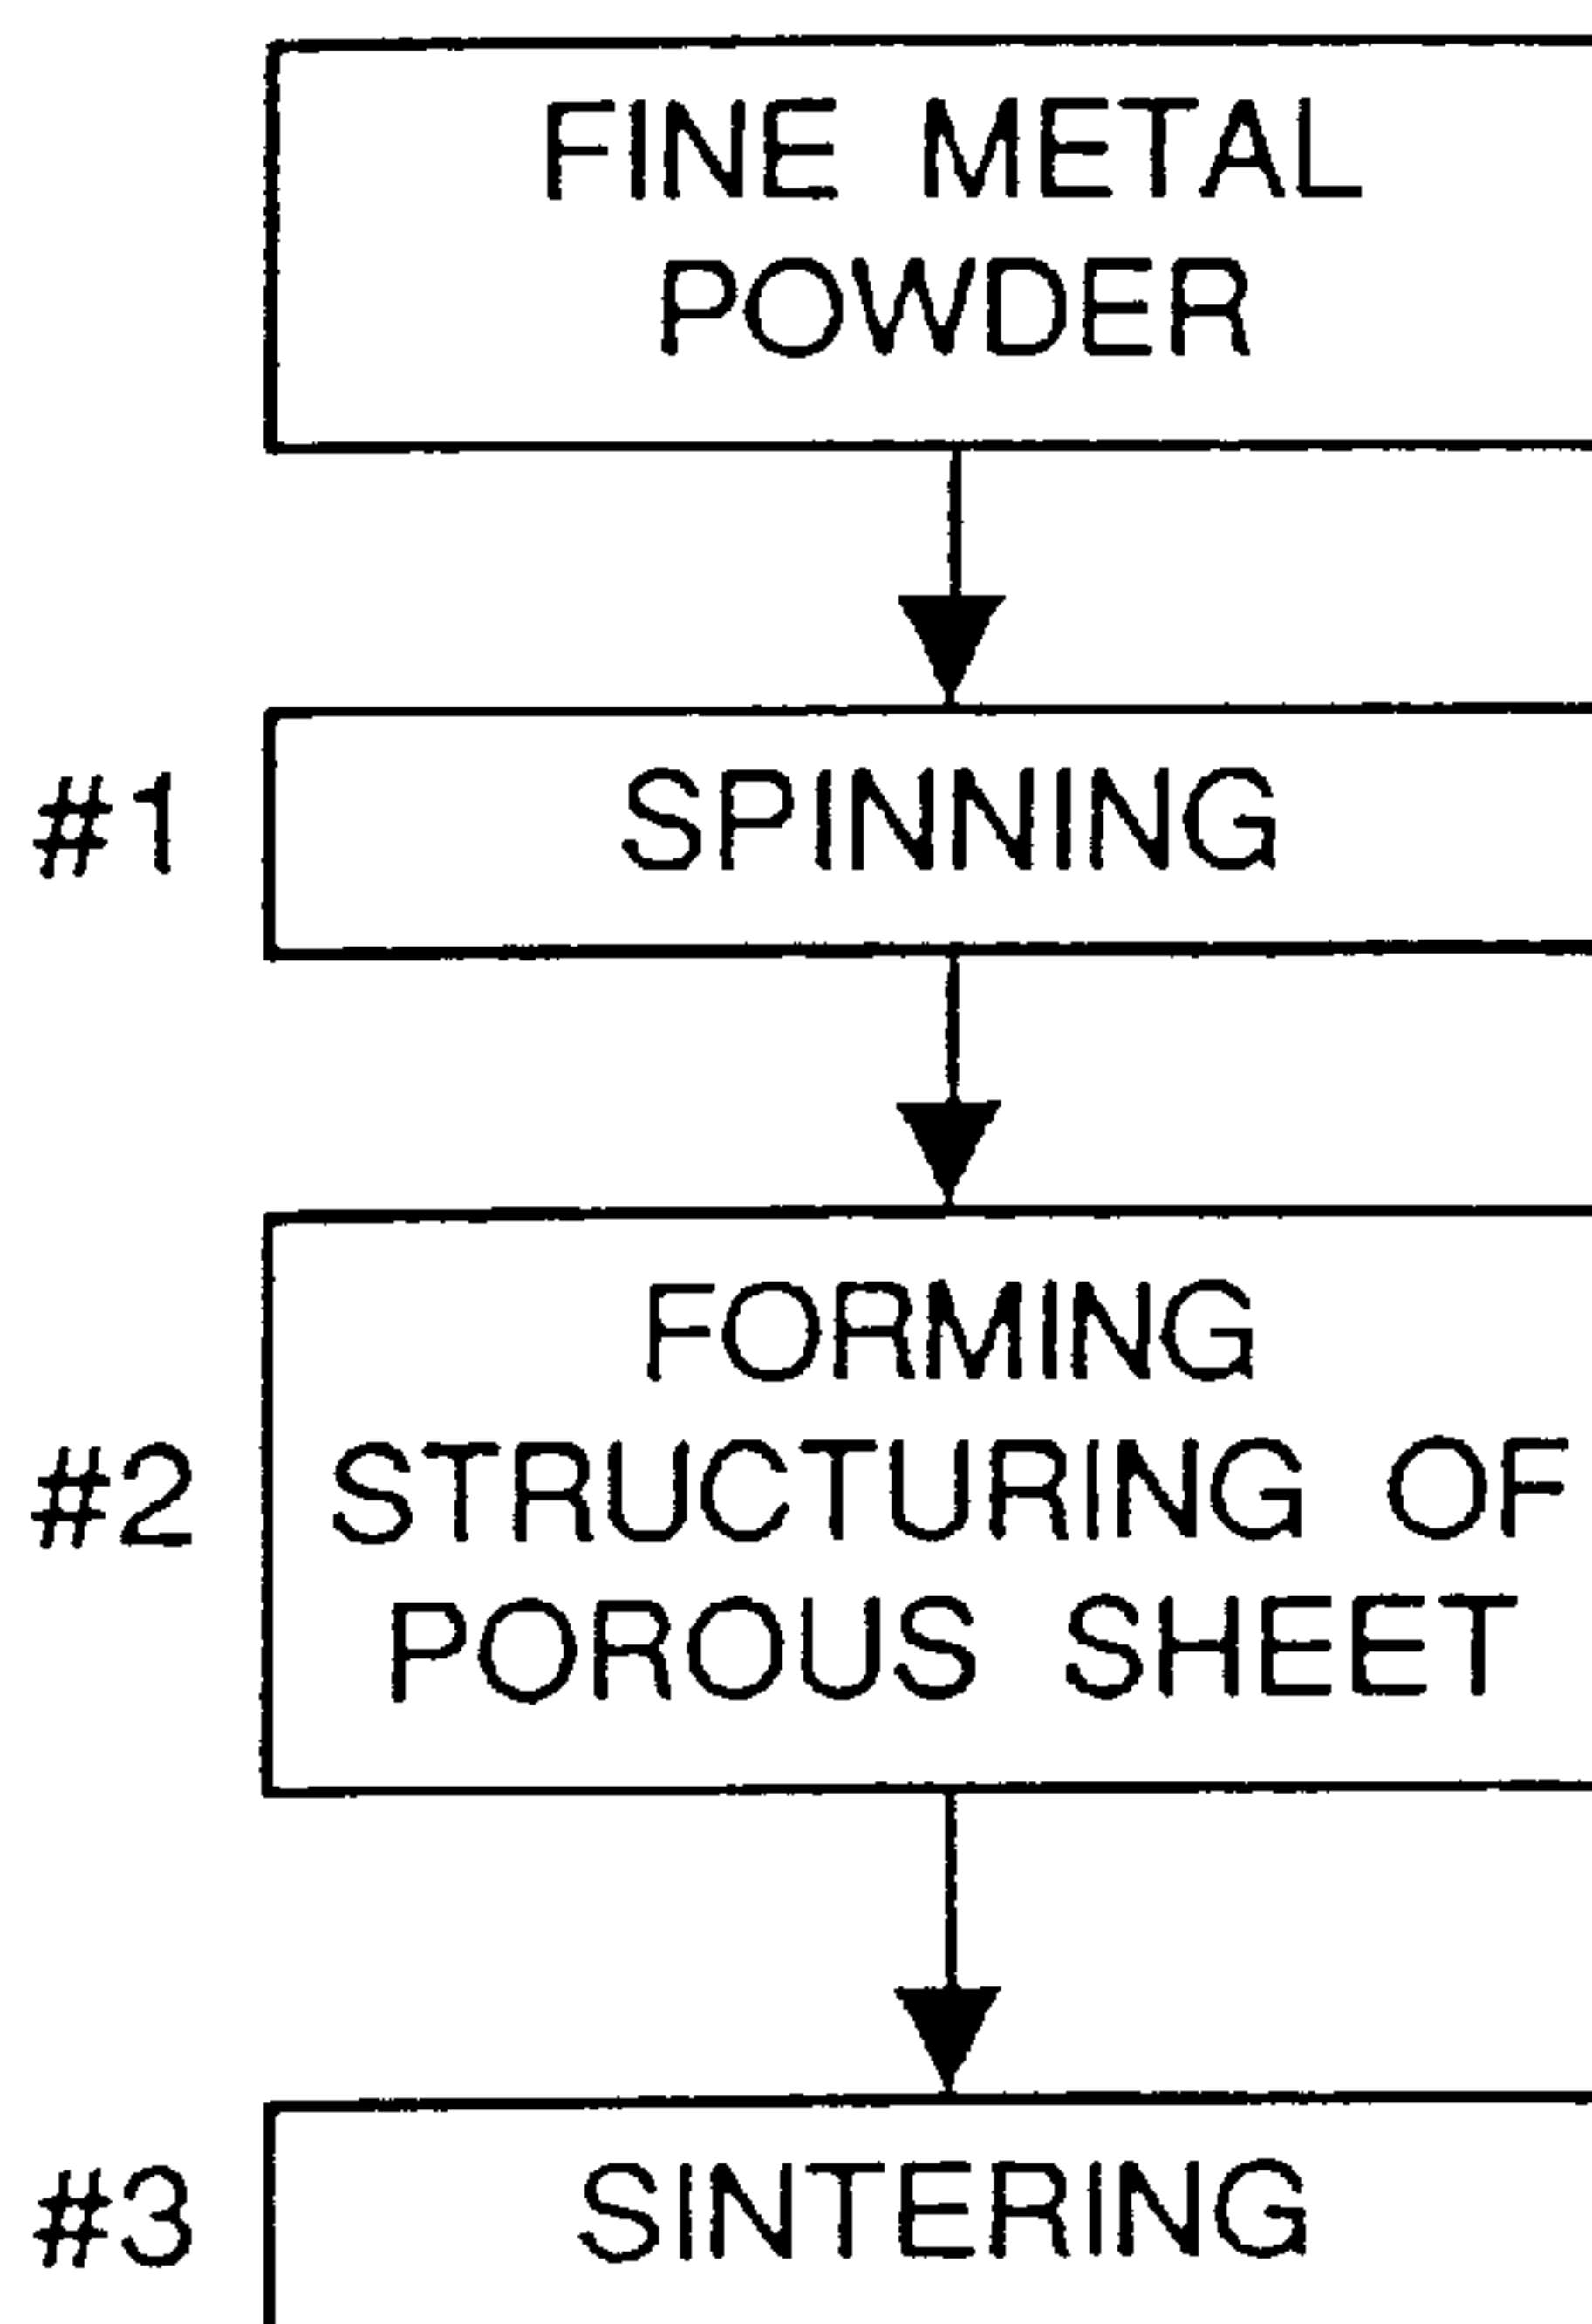 FINE METAL
POWDER
#1 SPINNING
FORMING
#2 STRUCTURING OF
POROUS SHEET
#3 SINTERING